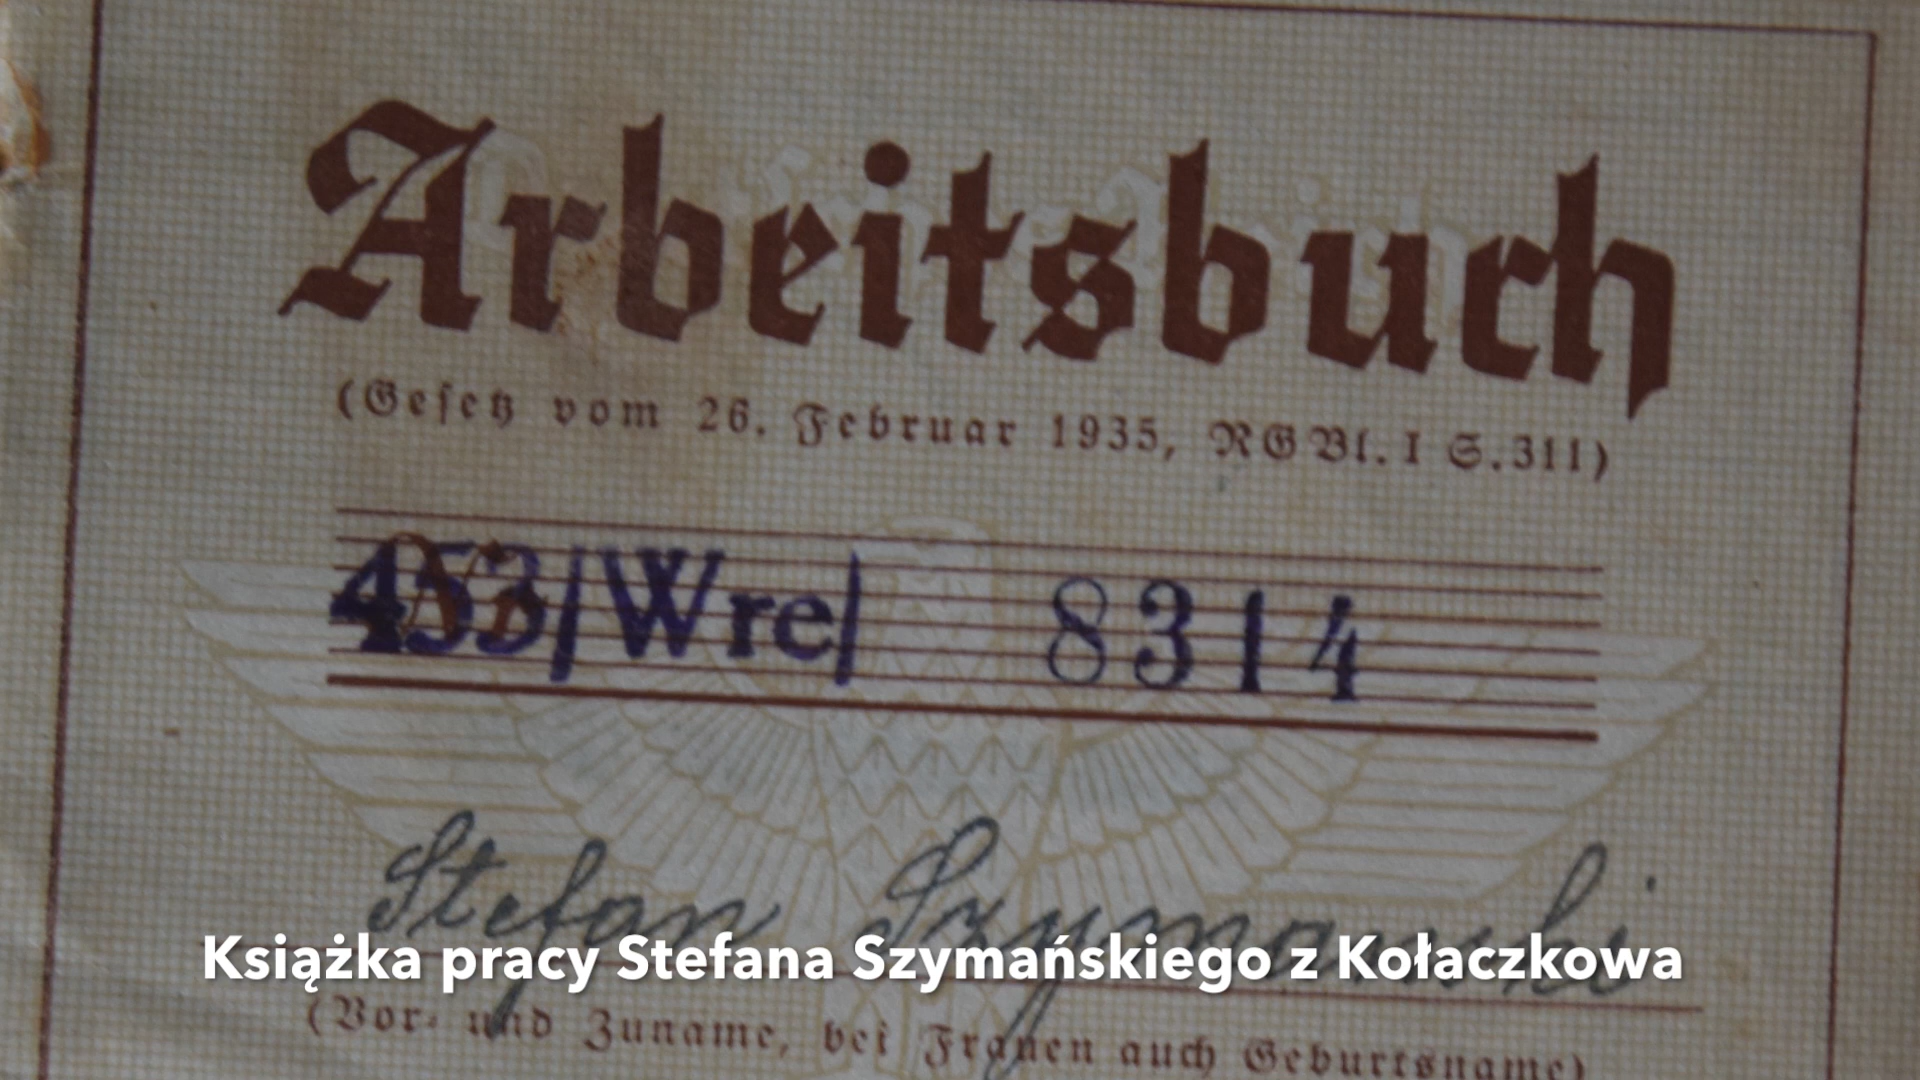 Arbeitsbuch
(Gesetz vom 26. Februar 1935, RGBl. I S. 311)
453/Wre/ 8314
Stefan Szymanski
Książka pracy Stefana Szymańskiego z Kołaczkowa
(Vor- und Zuname, bei Frauen auch Geburtsname)